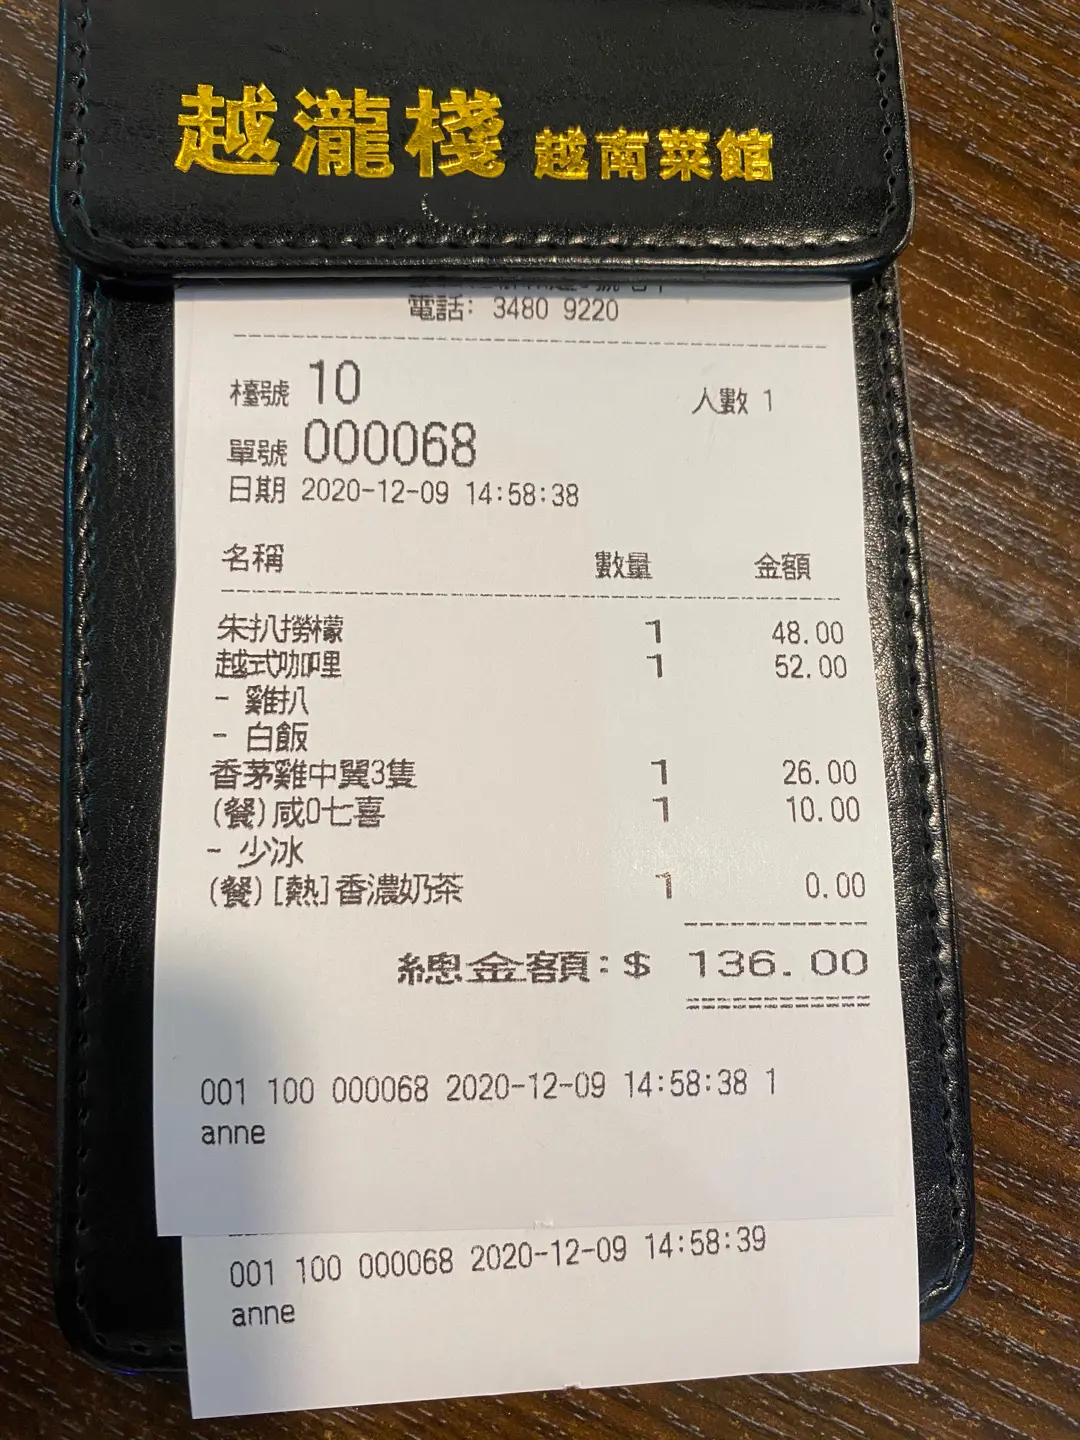 越瀧棧 越南菜館
電話: 3480 9220
檯號 10 人數 1
單號 000068
日期 2020-12-09 14:58:38
名稱 數量 金額
朱扒撈檬 1 48.00
越式咖哩 1 52.00
- 雞扒
- 白飯
香茅雞中翼3隻 1 26.00
(餐)咸0七喜 1 10.00
- 少冰
(餐)[熱]香濃奶茶 1 0.00
總金額:$ 136.00
001 100 000068 2020-12-09 14:58:38 1
anne
001 100 000068 2020-12-09 14:58:39
anne